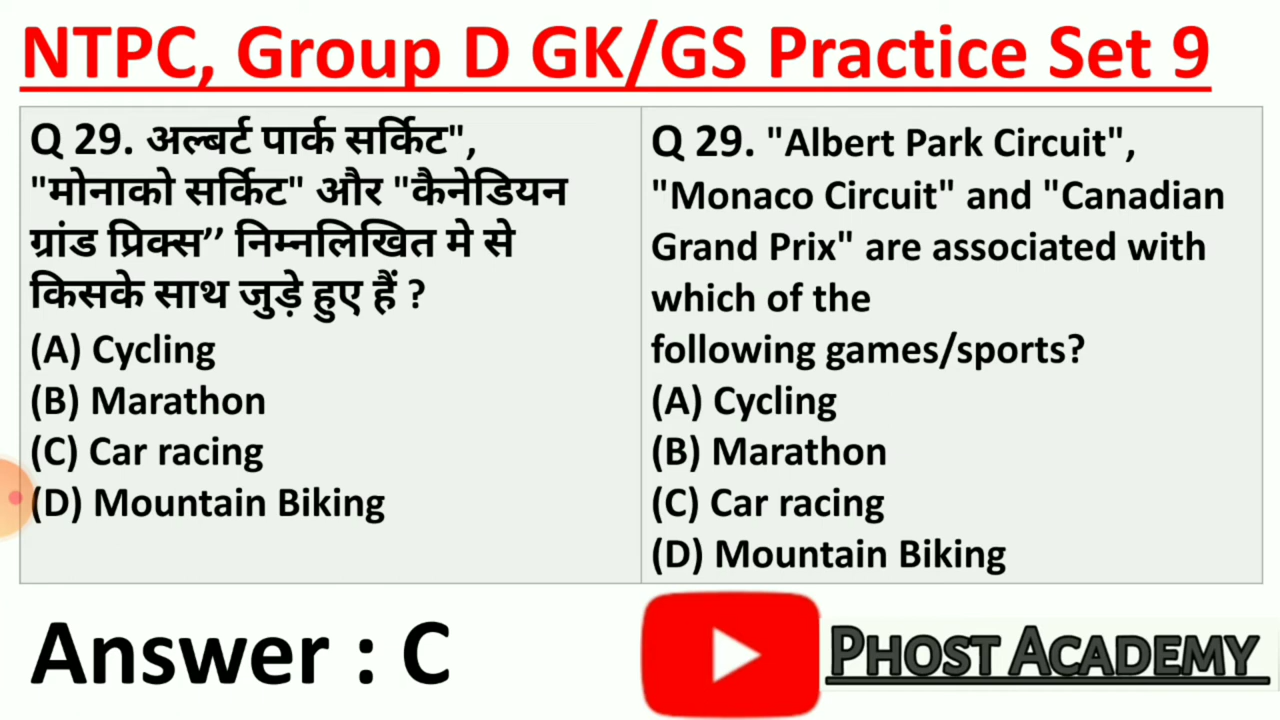 NTPC, Group D GK/GS Practice Set 9
Q 29. अल्बर्ट पार्क सर्किट",
"मोनाको सर्किट" और "कैनेडियन
ग्रांड प्रिक्स’’ निम्नलिखित मे से
किसके साथ जुड़े हुए हैं ?
(A) Cycling
(B) Marathon
(C) Car racing
(D) Mountain Biking
Q 29. "Albert Park Circuit",
"Monaco Circuit" and "Canadian
Grand Prix" are associated with
which of the
following games/sports?
(A) Cycling
(B) Marathon
(C) Car racing
(D) Mountain Biking
Answer : C
PHOST ACADEMY